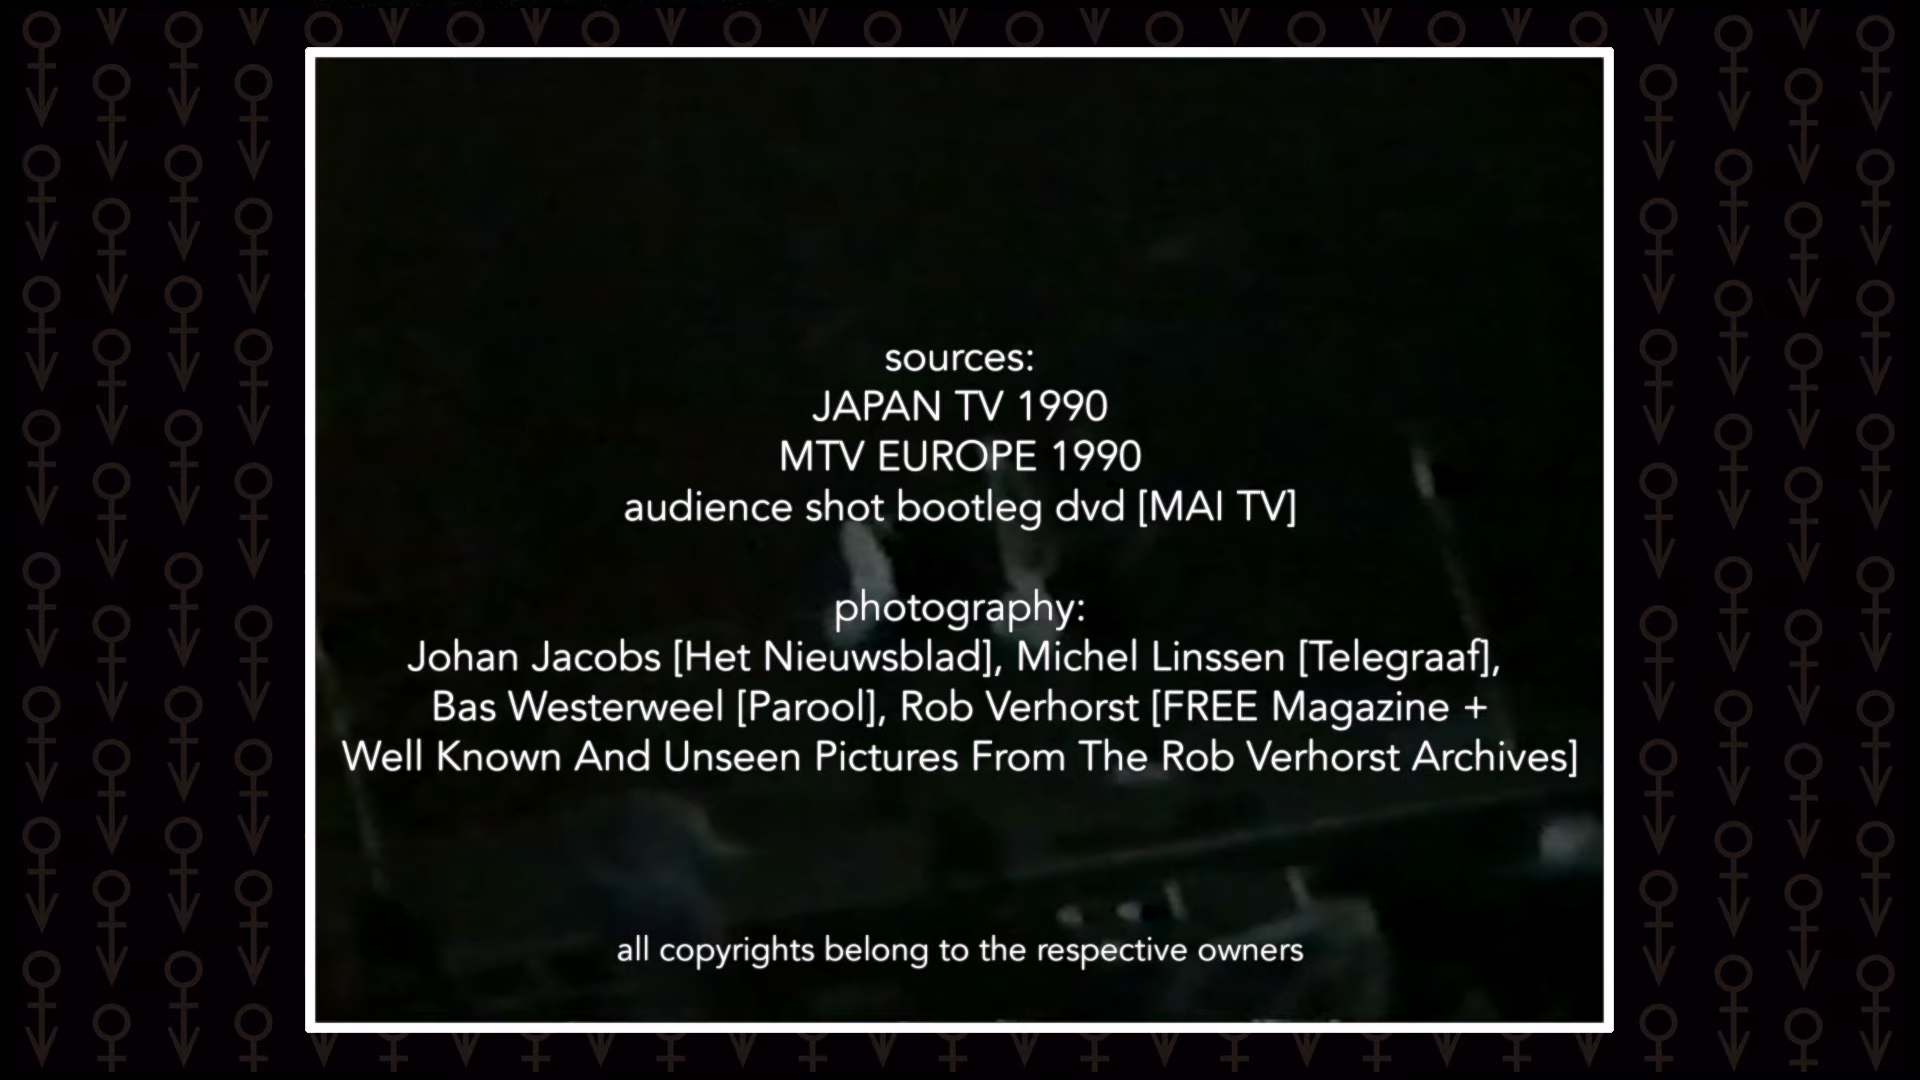 sources:
JAPAN TV 1990
MTV EUROPE 1990
audience shot bootleg dvd [MAI TV]
photography:
Johan Jacobs [Het Nieuwsblad], Michel Linssen [Telegraaf],
Bas Westerweel [Parool], Rob Verhorst [FREE Magazine +
Well Known And Unseen Pictures From The Rob Verhorst Archives]
all copyrights belong to the respective owners